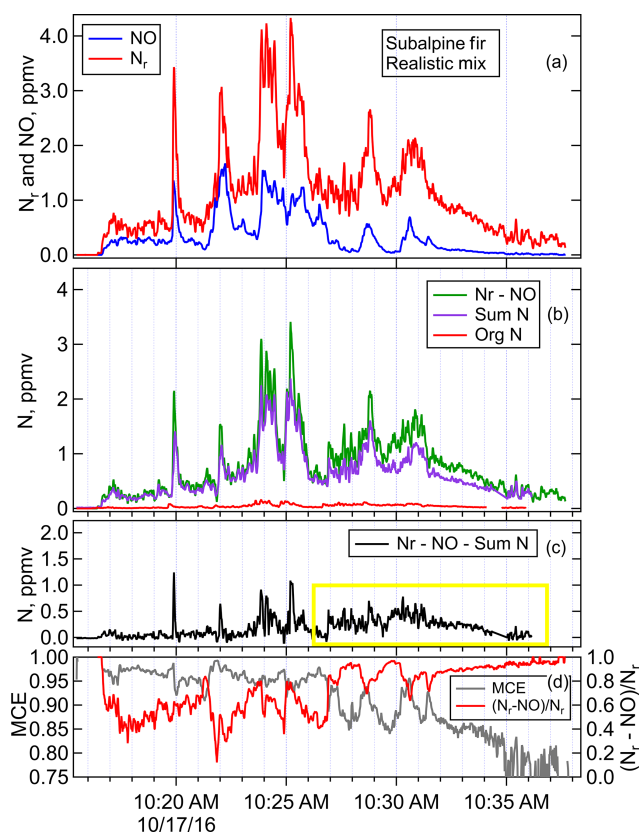 NO
Nr
Subalpine fir
Realistic mix
(a)
Nr and NO, ppmv
4.0
3.0
2.0
1.0
0.0
Nr - NO
Sum N
Org N
(b)
N, ppmv
4
3
2
1
0
Nr - NO - Sum N
(c)
N, ppmv
2.0
1.5
1.0
0.5
0.0
MCE
(Nr-NO)/Nr
(d)
MCE
1.00
0.95
0.90
0.85
0.80
0.75
1.0
0.8
0.6
0.4
0.2
0.0
(Nr - NO)/Nr
10:20 AM
10:25 AM
10:30 AM
10:35 AM
10/17/16